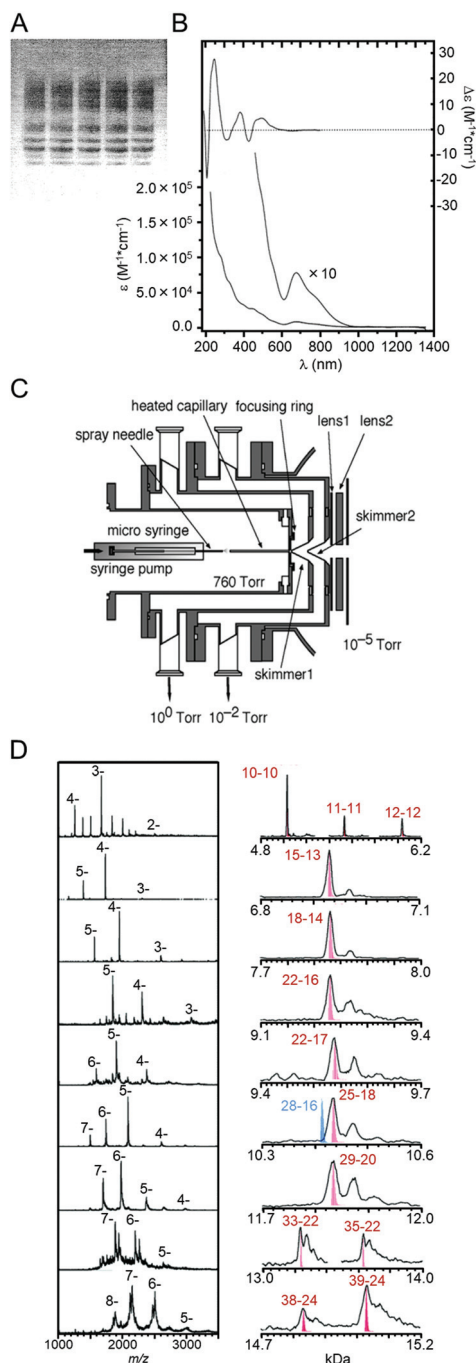 A
B
30
20
10
0
-10
-20
-30
Δε (M⁻¹*cm⁻¹)
2.0 × 10⁵
1.5 × 10⁵
1.0 × 10⁵
5.0 × 10⁴
0.0
ε (M⁻¹*cm⁻¹)
× 10
200 400 600 800 1000 1200 1400
λ (nm)
C
heated capillary focusing ring lens1 lens2
spray needle
micro syringe
skimmer2
syringe pump
760 Torr
10⁻⁵ Torr
skimmer1
10⁰ Torr 10⁻² Torr
D
3-
4-
2-
10-10
11-11 12-12
4.8 6.2
4-
5-
3-
15-13
6.8 7.1
4-
5-
3-
18-14
7.7 8.0
5-
4-
3-
22-16
9.1 9.4
5-
6-
4-
22-17
9.4 9.7
5-
6-
7-
4-
25-18
28-16
10.3 10.6
6-
7-
5-
4-
29-20
11.7 12.0
7- 6-
5-
33-22 35-22
13.0 14.0
7-
6-
8-
5-
39-24
38-24
14.7 15.2
1000 2000 3000
m/z
kDa